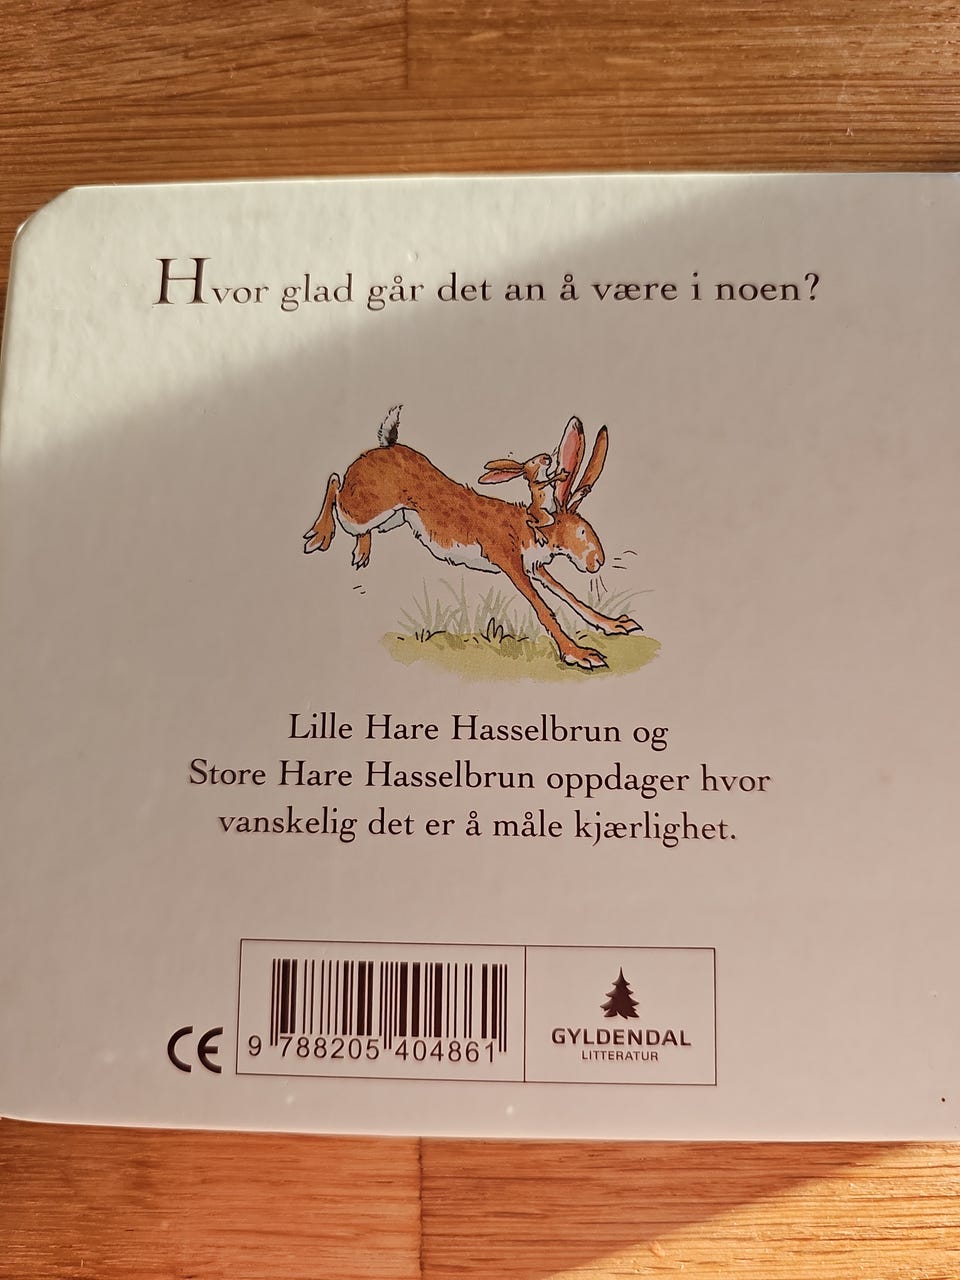 Hvor glad går det an å være i noen?
Lille Hare Hasselbrun og
Store Hare Hasselbrun oppdager hvor
vanskelig det er å måle kjærlighet.
CE
9 788205 404861
GYLDENDAL
LITTERATUR